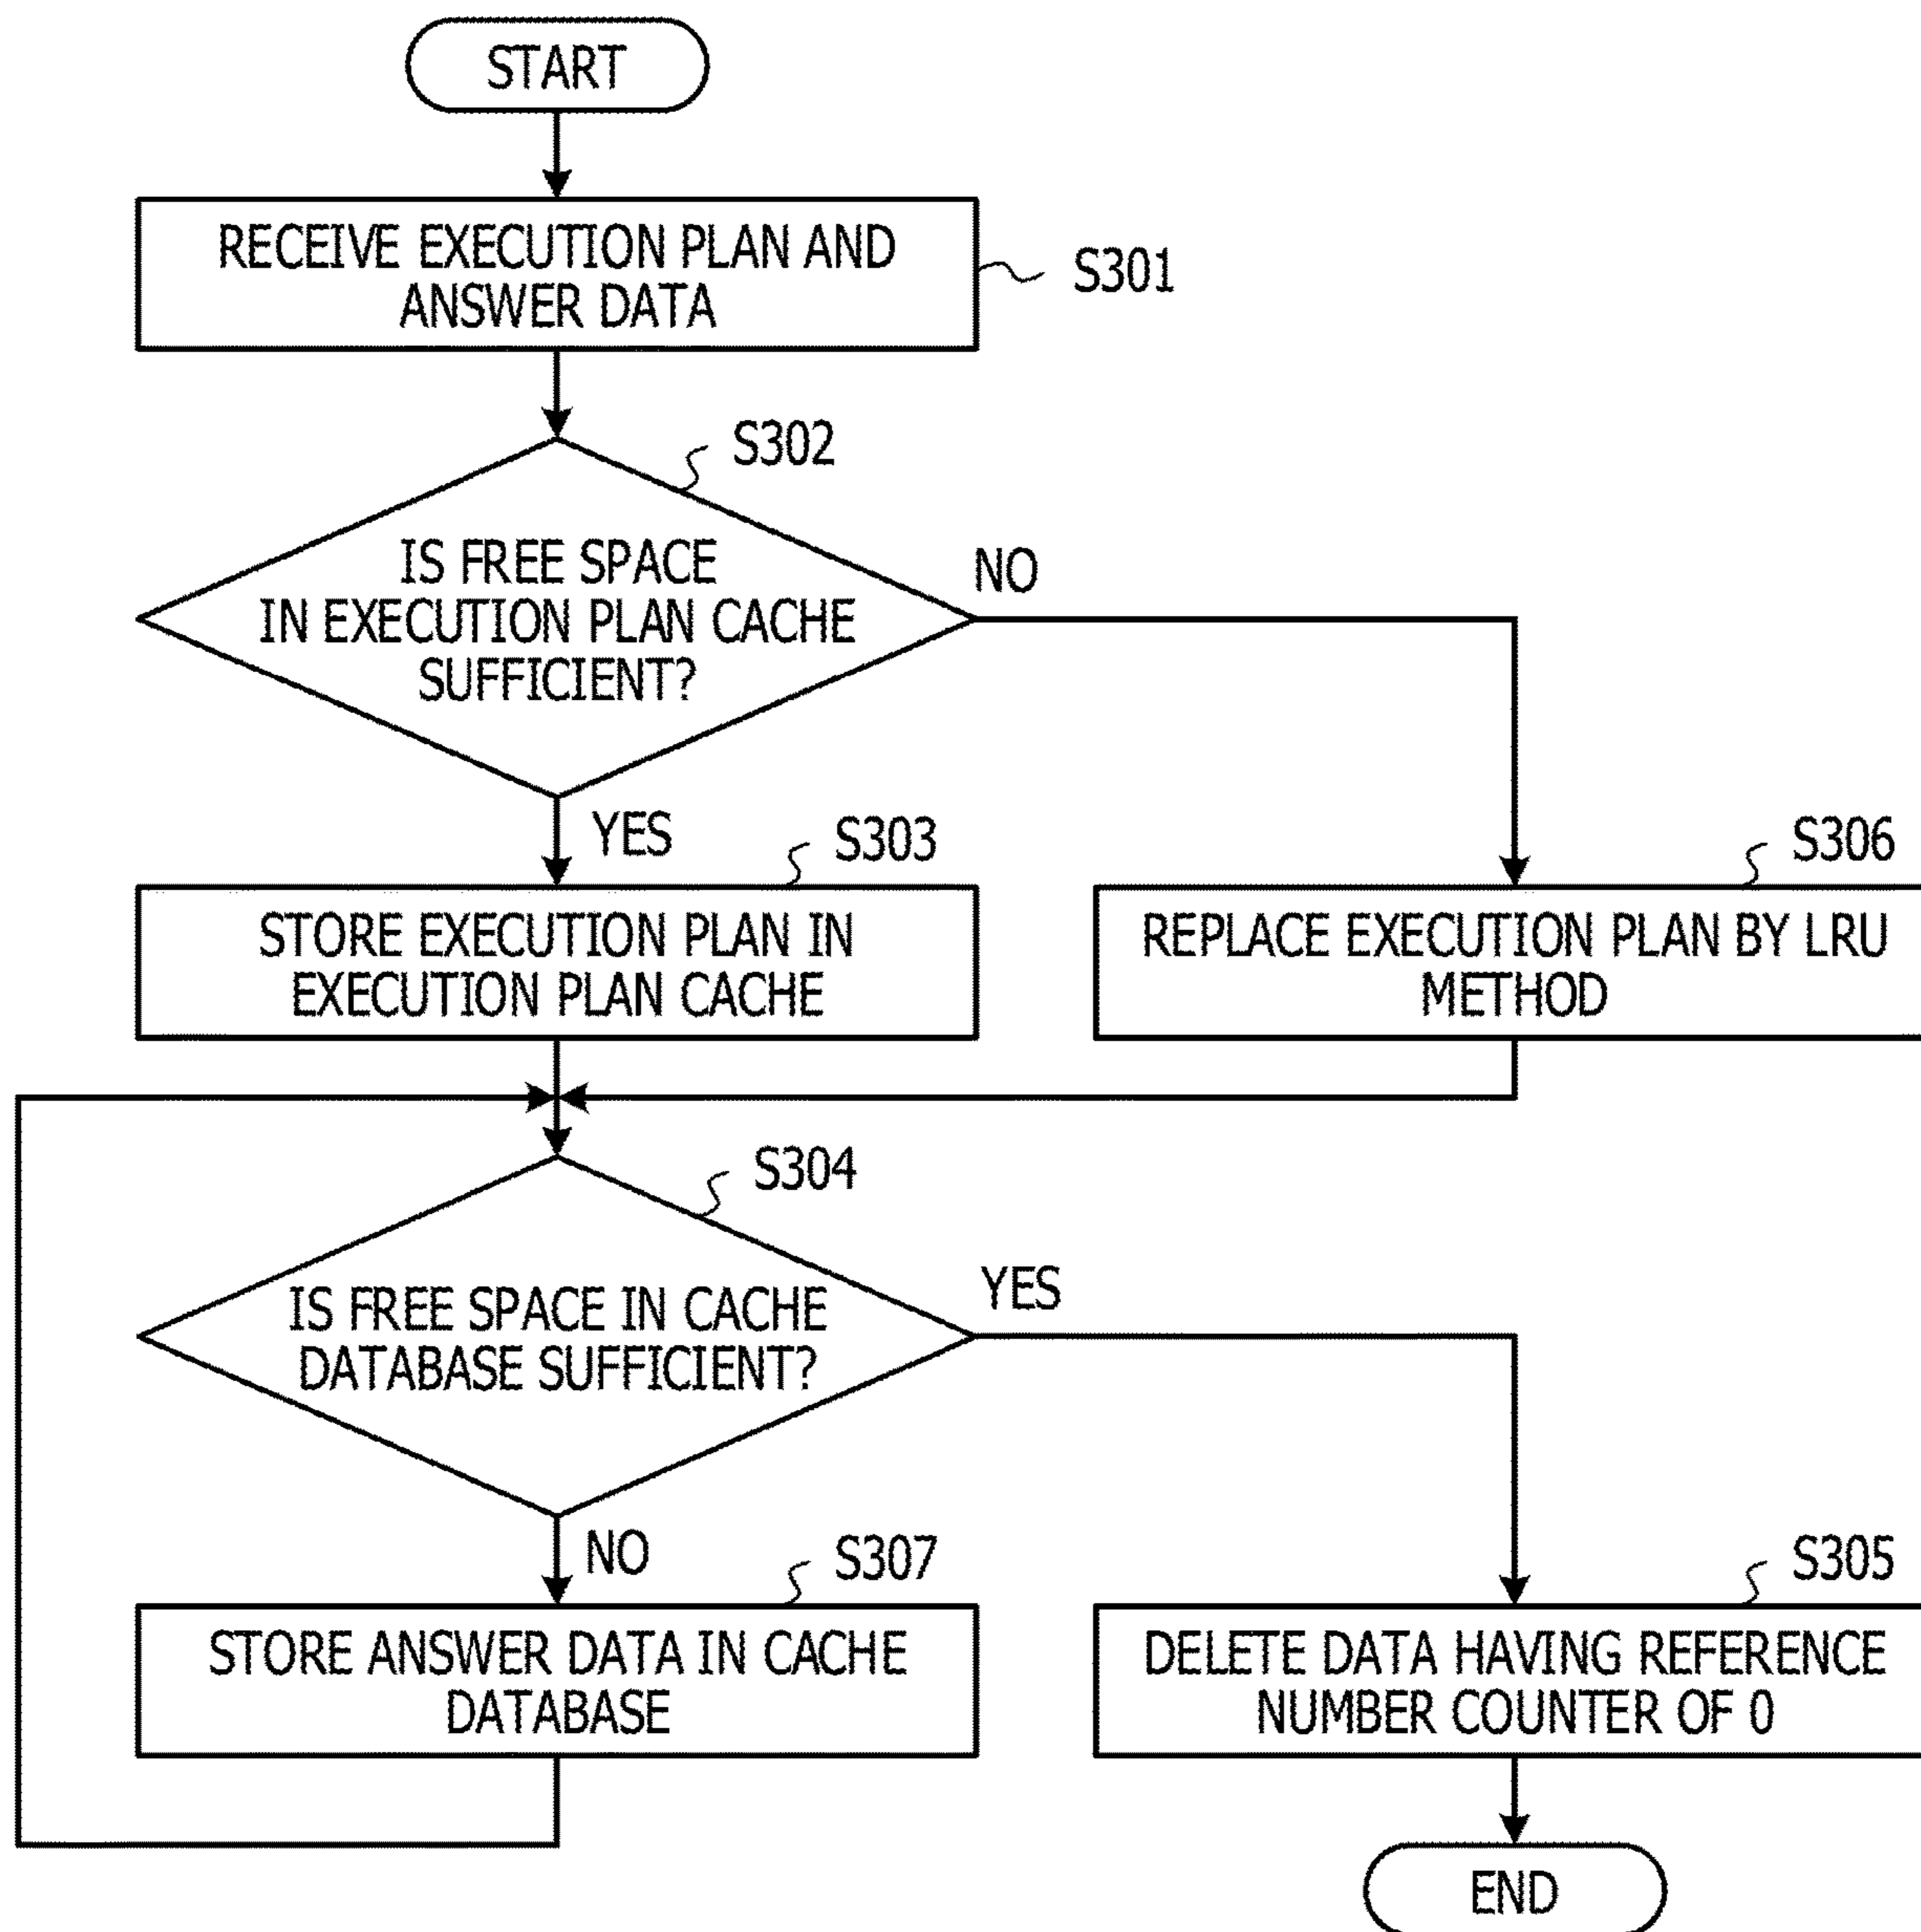 START
RECEIVE EXECUTION PLAN AND
ANSWER DATA
S301
S302
IS FREE SPACE
IN EXECUTION PLAN CACHE
SUFFICIENT?
NO
YES
S303
STORE EXECUTION PLAN IN
EXECUTION PLAN CACHE
S306
REPLACE EXECUTION PLAN BY LRU
METHOD
S304
IS FREE SPACE IN CACHE
DATABASE SUFFICIENT?
YES
NO
S307
STORE ANSWER DATA IN CACHE
DATABASE
S305
DELETE DATA HAVING REFERENCE
NUMBER COUNTER OF 0
END